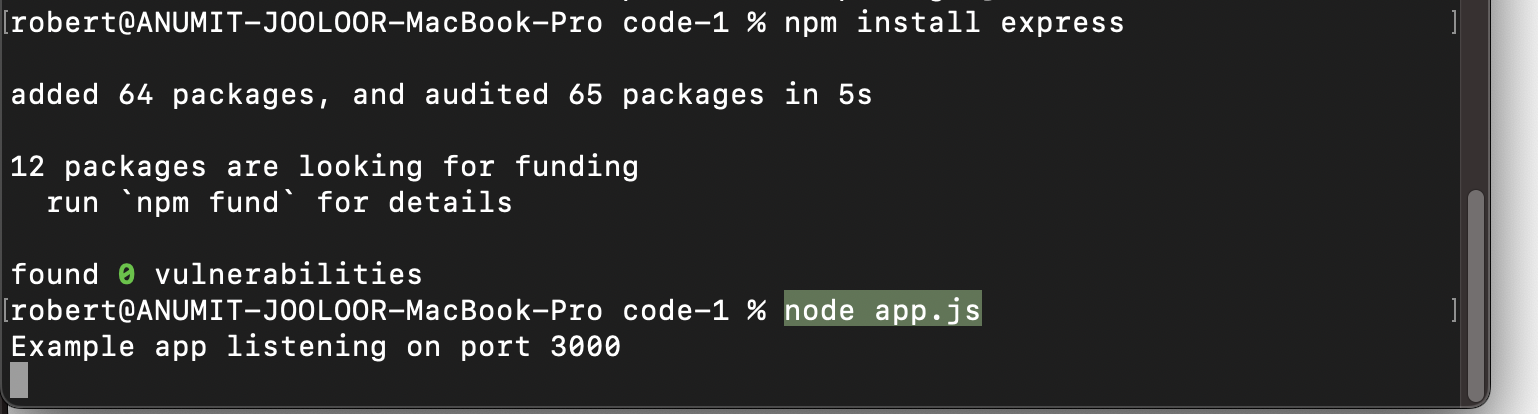 [robert@ANUMIT-JOOLOOR-MacBook-Pro code-1 % npm install express ]
added 64 packages, and audited 65 packages in 5s
12 packages are looking for funding
  run `npm fund` for details
found 0 vulnerabilities
[robert@ANUMIT-JOOLOOR-MacBook-Pro code-1 % node app.js ]
Example app listening on port 3000